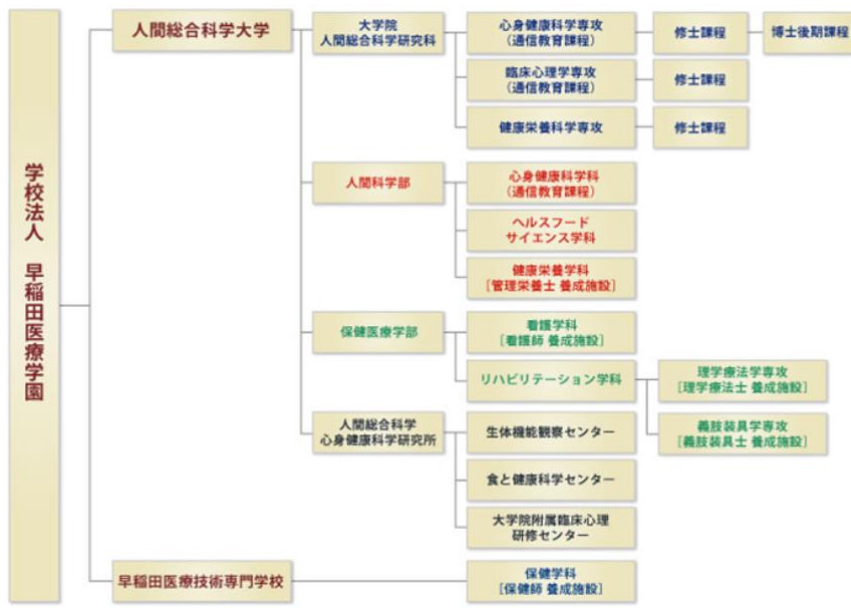 学校法人 早稲田医療学園
人間総合科学大学
大学院
人間総合科学研究科
心身健康科学専攻
(通信教育課程)
修士課程
博士後期課程
臨床心理学専攻
(通信教育課程)
修士課程
健康栄養科学専攻
修士課程
人間科学部
心身健康科学科
(通信教育課程)
ヘルスフード
サイエンス学科
健康栄養学科
[管理栄養士 養成施設]
保健医療学部
看護学科
[看護師 養成施設]
リハビリテーション学科
理学療法学専攻
[理学療法士 養成施設]
義肢装具学専攻
[義肢装具士 養成施設]
人間総合科学
心身健康科学研究所
生体機能観察センター
食と健康科学センター
大学院附属臨床心理
研修センター
早稲田医療技術専門学校
保健学科
[保健師 養成施設]